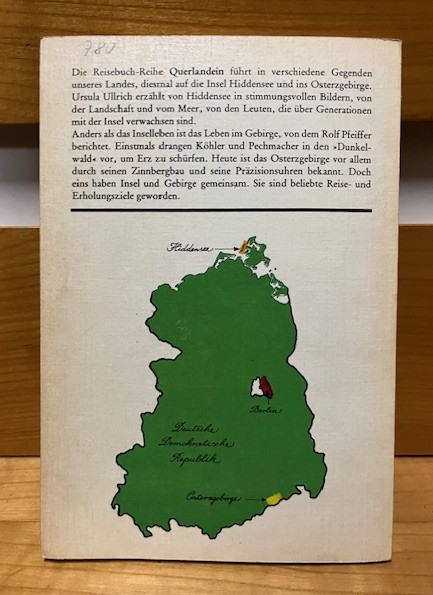 7.80
Die Reisebuch-Reihe Querlandein führt in verschiedene Gegenden
unseres Landes, diesmal auf die Insel Hiddensee und ins Osterzgebirge.
Ursula Ullrich erzählt von Hiddensee in stimmungsvollen Bildern, von
der Landschaft und vom Meer, von den Leuten, die über Generationen
mit der Insel verwachsen sind.
Anders als das Inselleben ist das Leben im Gebirge, von dem Rolf Pfeiffer
berichtet. Einstmals drangen Köhler und Pechmacher in den »Dunkel-
wald« vor, um Erz zu schürfen. Heute ist das Osterzgebirge vor allem
durch seinen Zinnbergbau und seine Präzisionsuhren bekannt. Doch
eins haben Insel und Gebirge gemeinsam. Sie sind beliebte Reise- und
Erholungsziele geworden.
Hiddensee
Berlin
Deutsche
Demokratische
Republik
Osterzgebirge